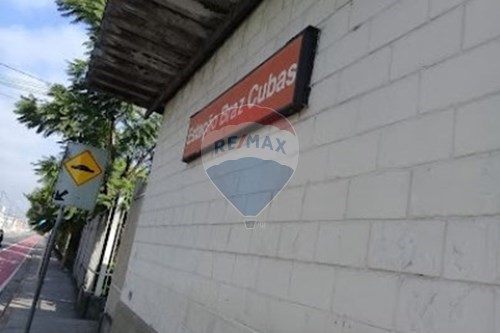 Estação Braz Cubas
RE/MAX